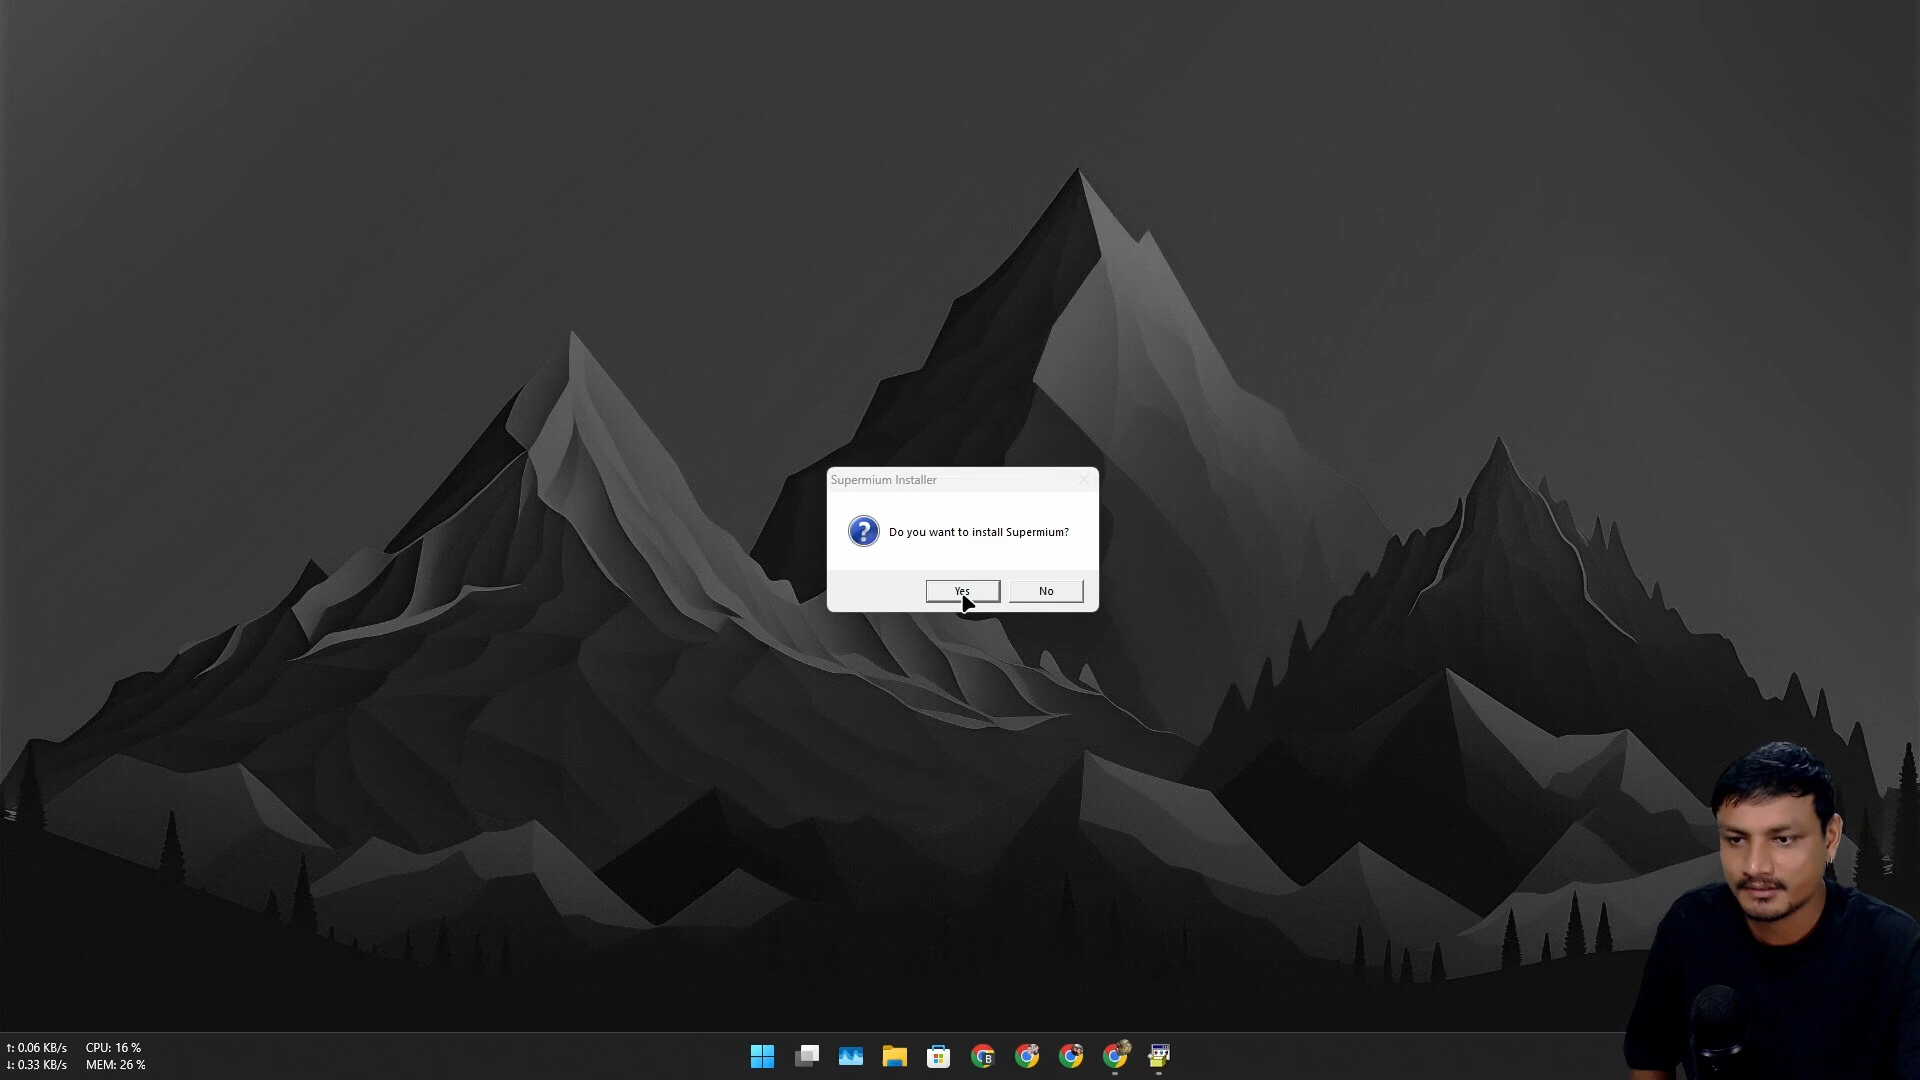 Supermium Installer
Do you want to install Supermium?
Yes
No
↑: 0.06 KB/s CPU: 16 %
↓: 0.33 KB/s MEM: 26 %
B